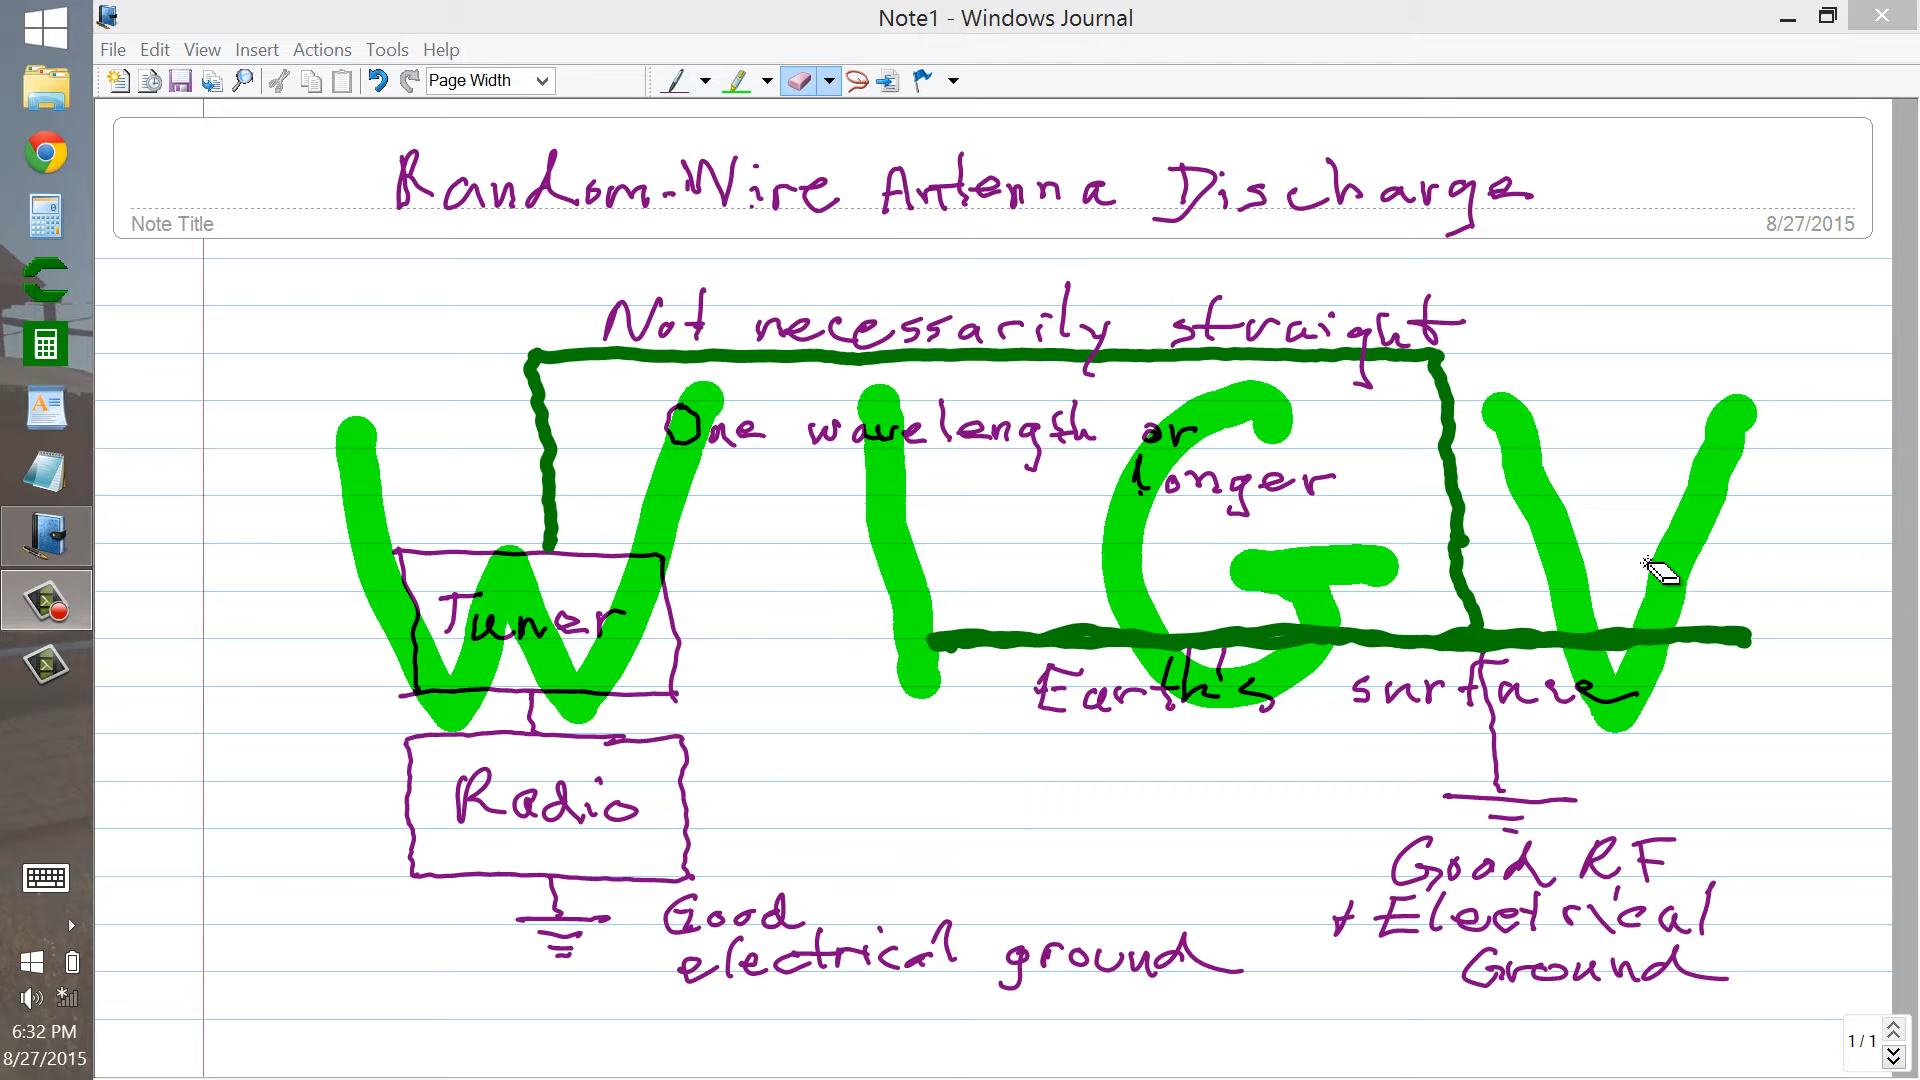 Note1 - Windows Journal
File Edit View Insert Actions Tools Help
Page Width
Random-Wire Antenna Discharge
Note Title
8/27/2015
Not necessarily straight
One wavelength or
longer
W1GV
Tuner
Earth's surface
Radio
Good RF
+ Electrical
Ground
Good
electrical ground
1 / 1
6:32 PM
8/27/2015